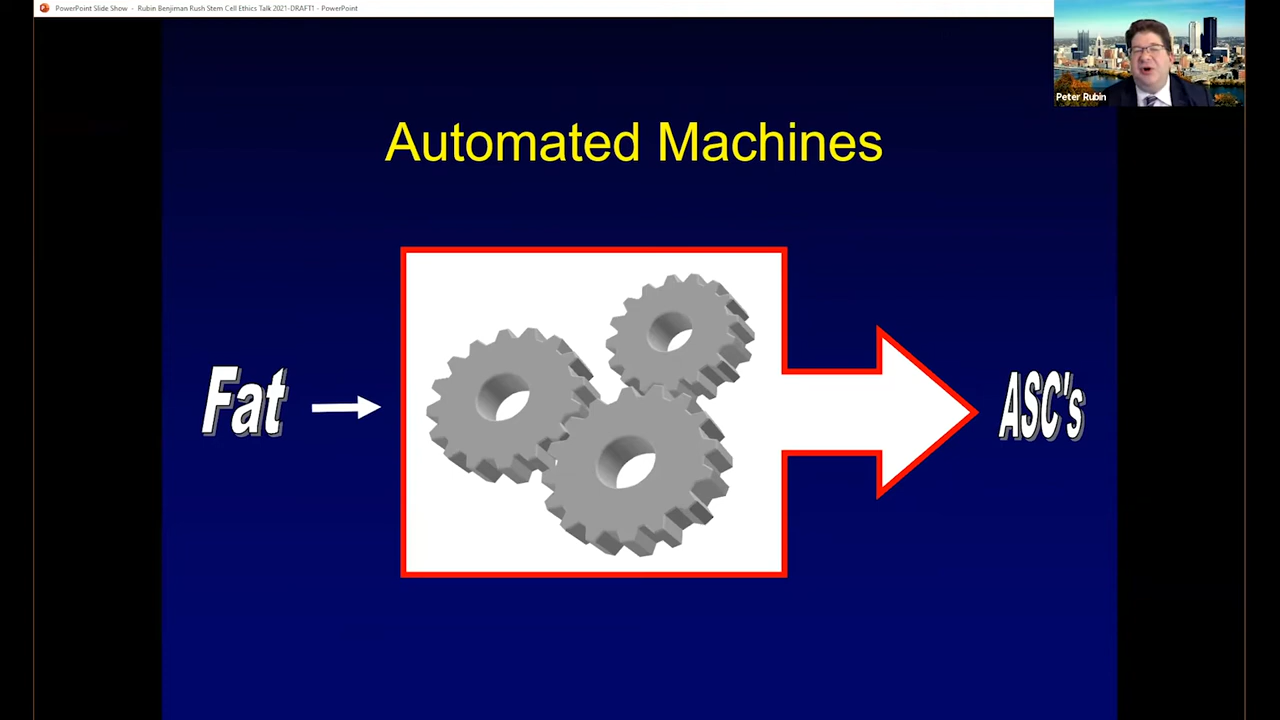 PowerPoint Slide Show - Rubin Benjiman Rush Stem Cell Ethics Talk 2021-DRAFT1 - PowerPoint
Peter Rubin
Automated Machines
Fat
ASC's